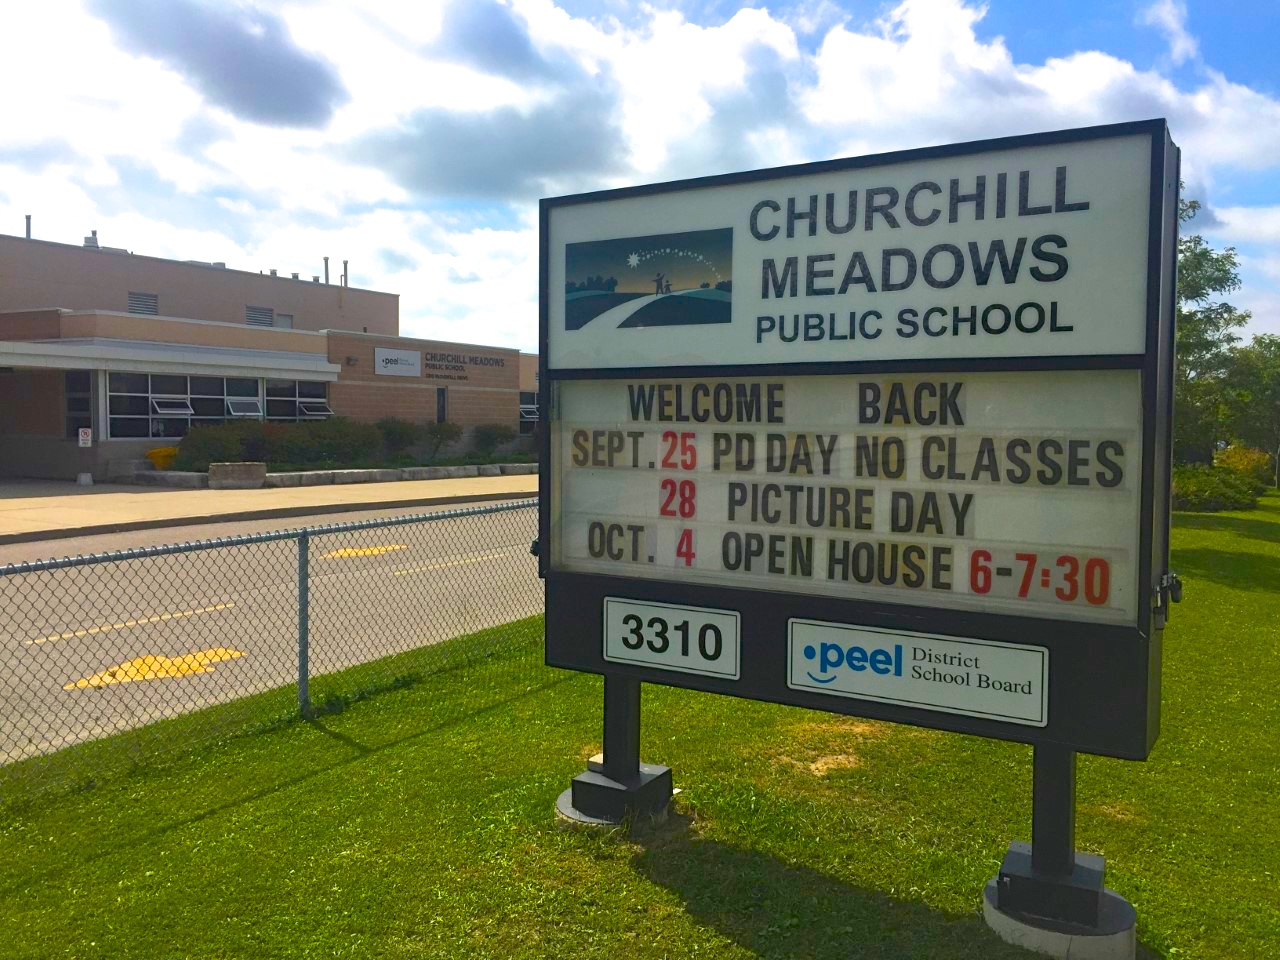 CHURCHILL
MEADOWS
PUBLIC SCHOOL
WELCOME BACK
SEPT. 25 PD DAY NO CLASSES
28 PICTURE DAY
OCT. 4 OPEN HOUSE 6-7:30
3310
peel District
School Board
peel
CHURCHILL MEADOWS
PUBLIC SCHOOL